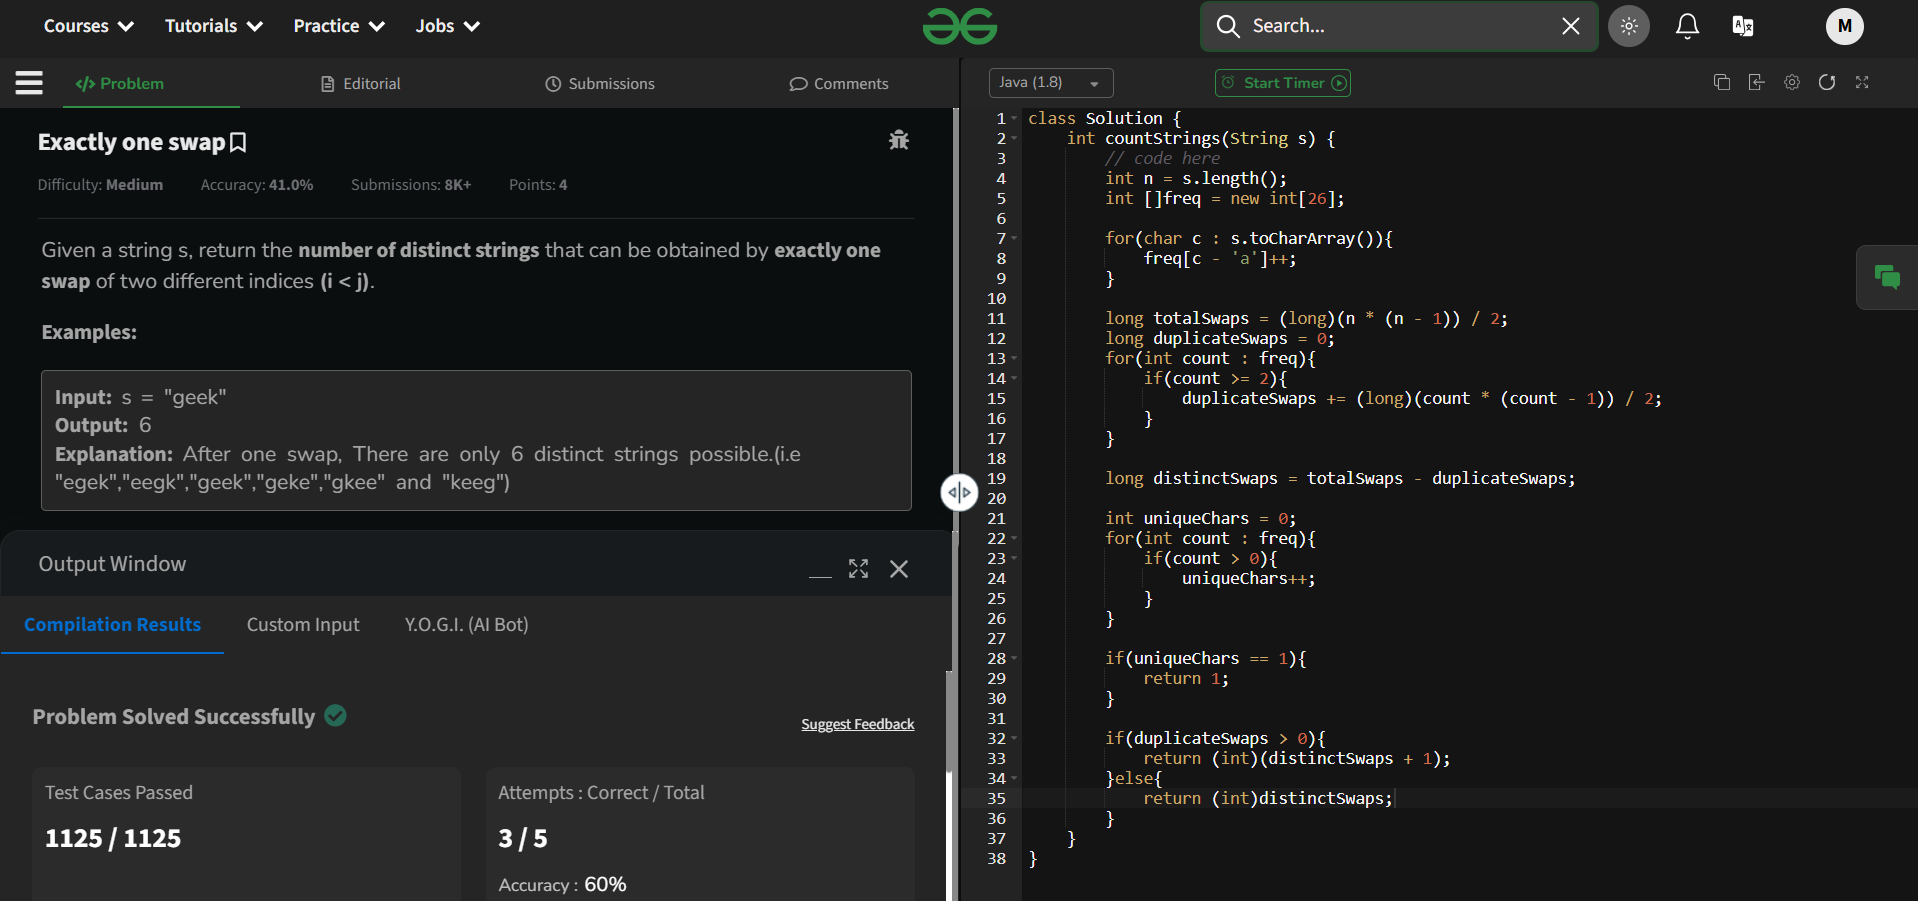 Courses Tutorials Practice Jobs Search... M
Problem Editorial Submissions Comments
Java (1.8) Start Timer
Exactly one swap
Difficulty: Medium Accuracy: 41.0% Submissions: 8K+ Points: 4
Given a string s, return the number of distinct strings that can be obtained by exactly one
swap of two different indices (i < j).
Examples:
Input: s = "geek"
Output: 6
Explanation: After one swap, There are only 6 distinct strings possible.(i.e
"egek","eegk","geek","geke","gkee" and "keeg")
Output Window
Compilation Results Custom Input Y.O.G.I. (AI Bot)
Problem Solved Successfully
Suggest Feedback
Test Cases Passed
1125 / 1125
Attempts : Correct / Total
3 / 5
Accuracy : 60%
1 class Solution {
2 int countStrings(String s) {
3 // code here
4 int n = s.length();
5 int []freq = new int[26];
6
7 for(char c : s.toCharArray()){
8 freq[c - 'a']++;
9 }
10
11 long totalSwaps = (long)(n * (n - 1)) / 2;
12 long duplicateSwaps = 0;
13 for(int count : freq){
14 if(count >= 2){
15 duplicateSwaps += (long)(count * (count - 1)) / 2;
16 }
17 }
18
19 long distinctSwaps = totalSwaps - duplicateSwaps;
20
21 int uniqueChars = 0;
22 for(int count : freq){
23 if(count > 0){
24 uniqueChars++;
25 }
26 }
27
28 if(uniqueChars == 1){
29 return 1;
30 }
31
32 if(duplicateSwaps > 0){
33 return (int)(distinctSwaps + 1);
34 }else{
35 return (int)distinctSwaps;
36 }
37 }
38 }